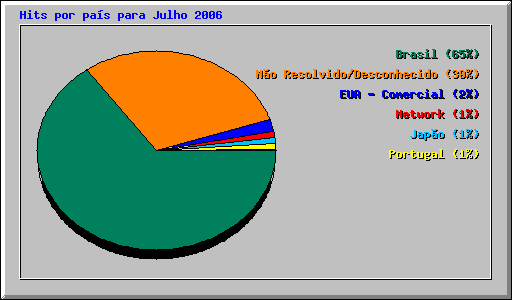 Hits por país para Julho 2006
Brasil (65%)
Não Resolvido/Desconhecido (30%)
EUA - Comercial (2%)
Network (1%)
Japão (1%)
Portugal (1%)